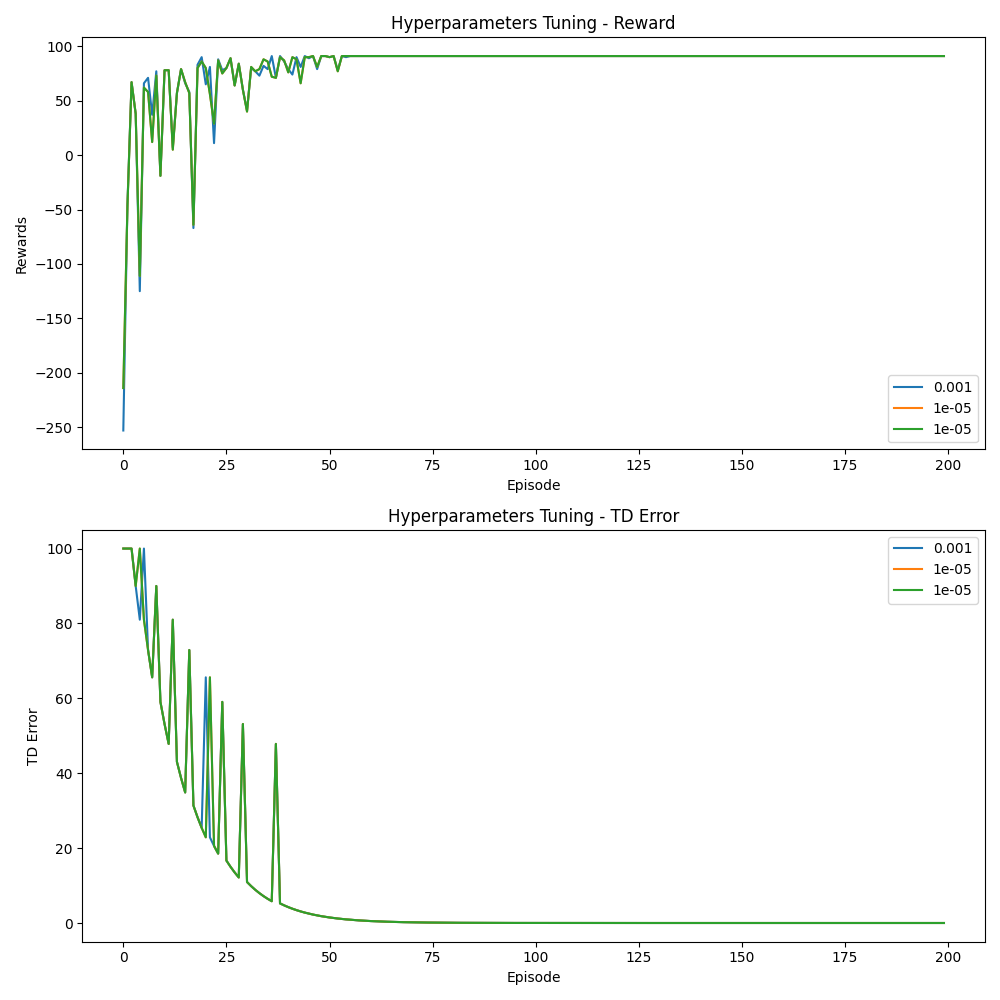 Hyperparameters Tuning - Reward
100
50
0
−50
−100
−150
−200
−250
Rewards
0.001
1e-05
1e-05
0 25 50 75 100 125 150 175 200
Episode
Hyperparameters Tuning - TD Error
100
80
60
40
20
0
TD Error
0.001
1e-05
1e-05
0 25 50 75 100 125 150 175 200
Episode